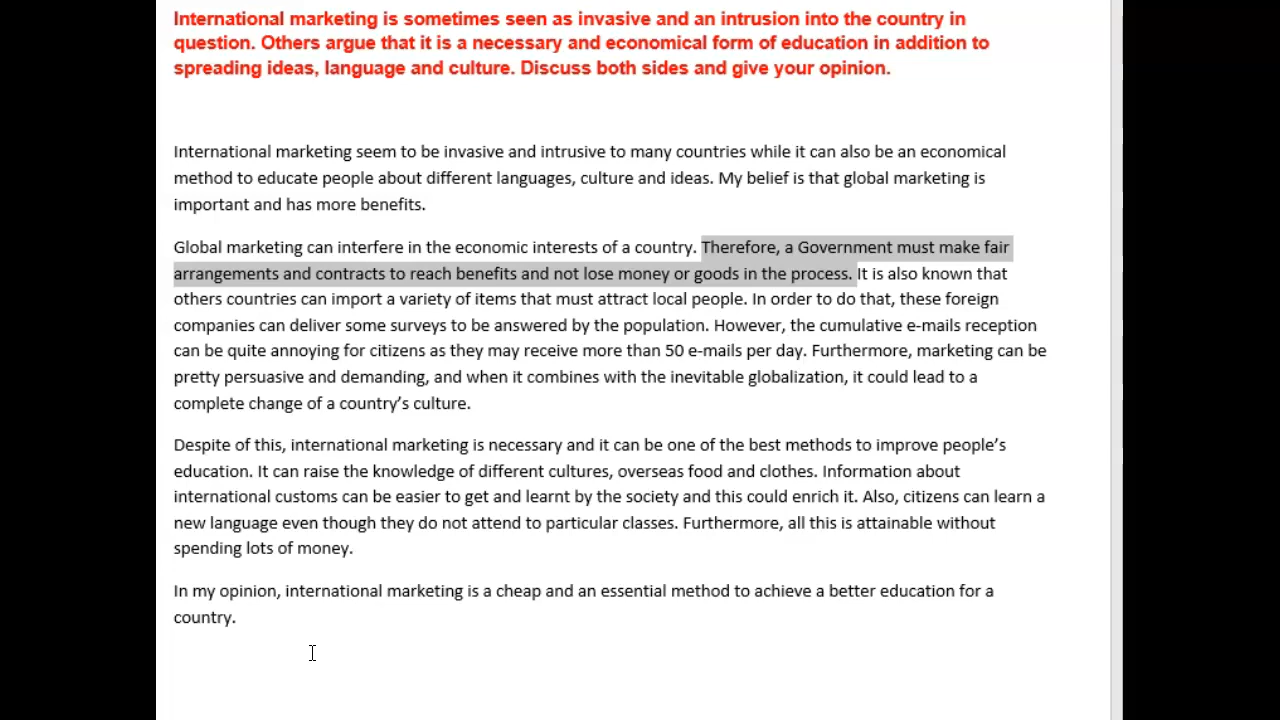 International marketing is sometimes seen as invasive and an intrusion into the country in
question. Others argue that it is a necessary and economical form of education in addition to
spreading ideas, language and culture. Discuss both sides and give your opinion.
International marketing seem to be invasive and intrusive to many countries while it can also be an economical
method to educate people about different languages, culture and ideas. My belief is that global marketing is
important and has more benefits.
Global marketing can interfere in the economic interests of a country. Therefore, a Government must make fair
arrangements and contracts to reach benefits and not lose money or goods in the process. It is also known that
others countries can import a variety of items that must attract local people. In order to do that, these foreign
companies can deliver some surveys to be answered by the population. However, the cumulative e-mails reception
can be quite annoying for citizens as they may receive more than 50 e-mails per day. Furthermore, marketing can be
pretty persuasive and demanding, and when it combines with the inevitable globalization, it could lead to a
complete change of a country’s culture.
Despite of this, international marketing is necessary and it can be one of the best methods to improve people’s
education. It can raise the knowledge of different cultures, overseas food and clothes. Information about
international customs can be easier to get and learnt by the society and this could enrich it. Also, citizens can learn a
new language even though they do not attend to particular classes. Furthermore, all this is attainable without
spending lots of money.
In my opinion, international marketing is a cheap and an essential method to achieve a better education for a
country.